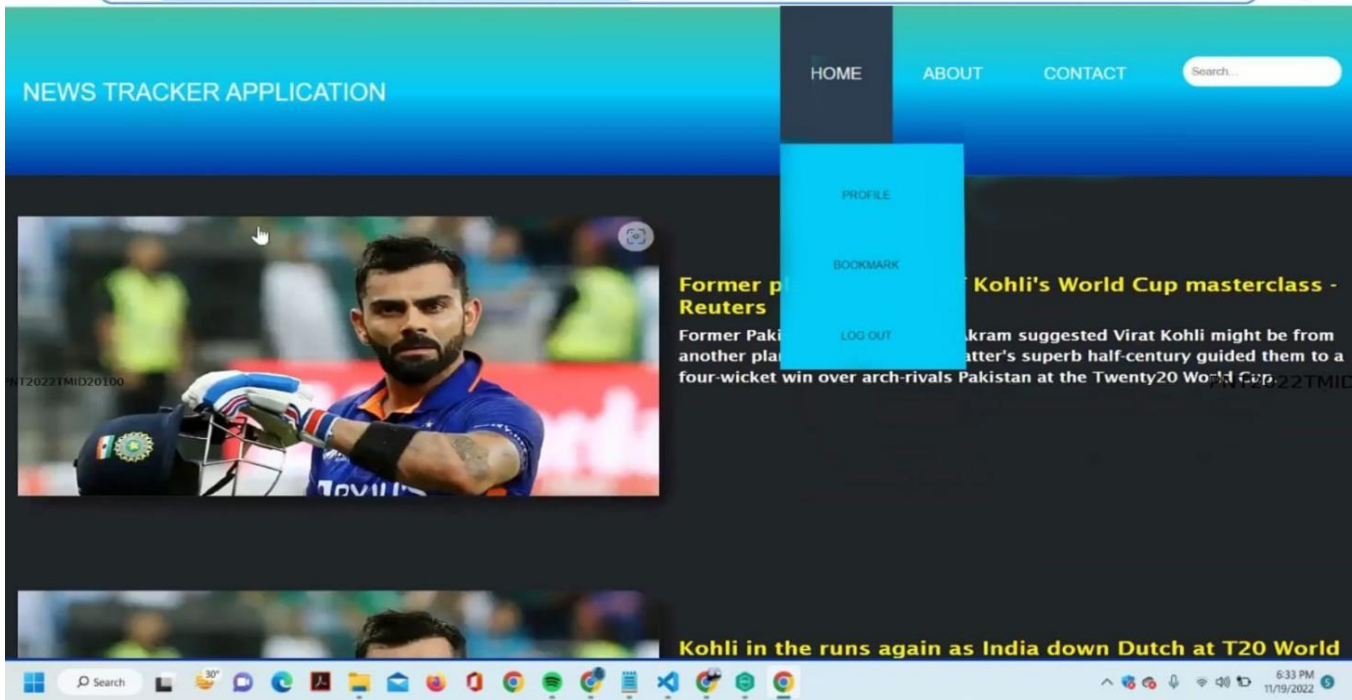 HOME
ABOUT
CONTACT
Search...
NEWS TRACKER APPLICATION
PROFILE
BOOKMARK
LOG OUT
Former p Kohli's World Cup masterclass -
Reuters
Former Paki kram suggested Virat Kohli might be from
another pla atter's superb half-century guided them to a
four-wicket win over arch-rivals Pakistan at the Twenty20 World Cup.
NT2022TMID20100
Kohli in the runs again as India down Dutch at T20 World
30°
Search
6:33 PM
11/19/2022
5